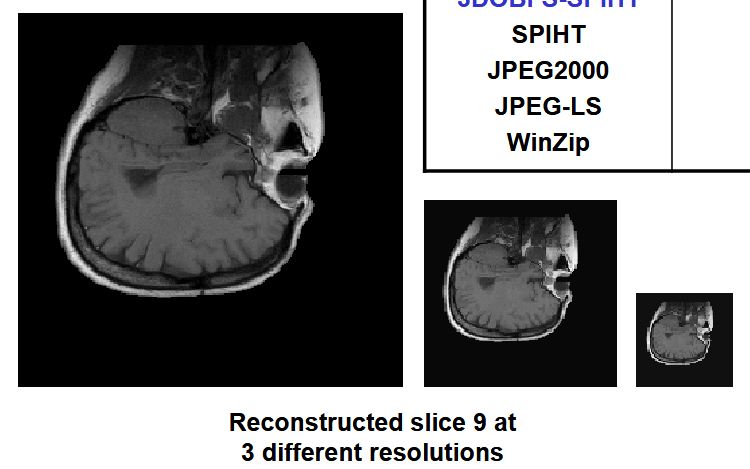 SPIHT
JPEG2000
JPEG-LS
WinZip
Reconstructed slice 9 at
3 different resolutions